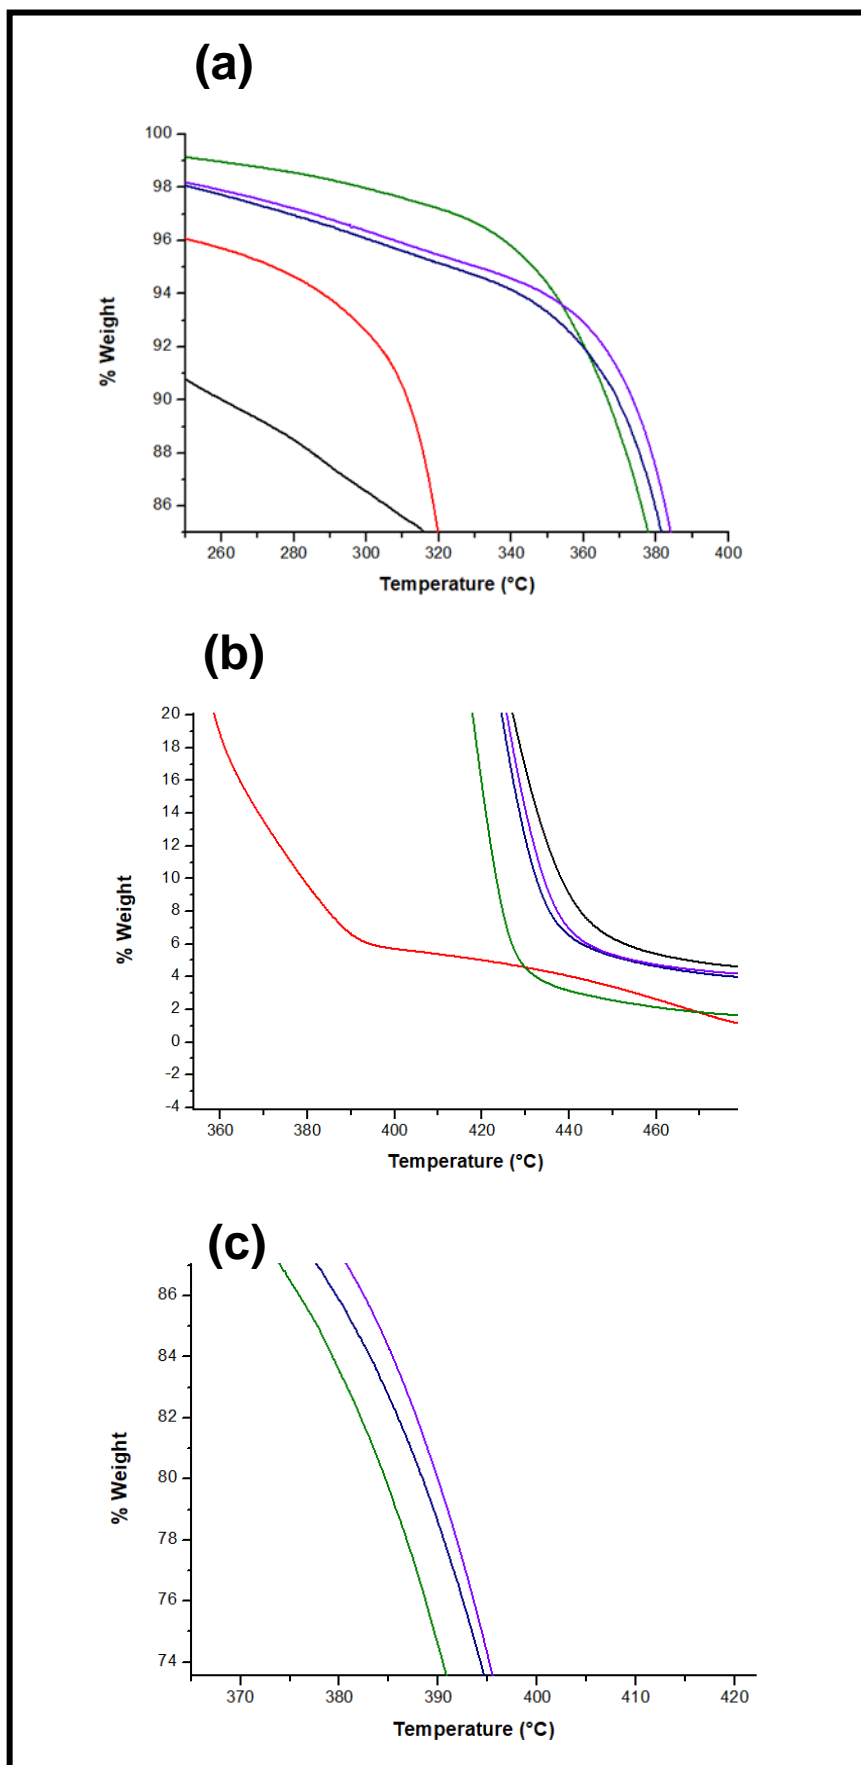 (a)
100
98
96
94
92
90
88
86
% Weight
260 280 300 320 340 360 380 400
Temperature (°C)
(b)
20
18
16
14
12
10
8
6
4
2
0
-2
-4
% Weight
360 380 400 420 440 460
Temperature (°C)
(c)
86
84
82
80
78
76
74
% Weight
370 380 390 400 410 420
Temperature (°C)